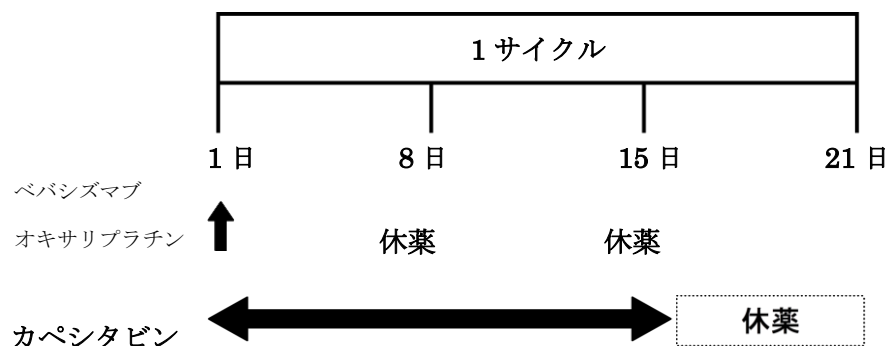 1サイクル
1日 8日 15日 21日
ベバシズマブ
オキサリプラチン 休薬 休薬
カペシタビン 休薬